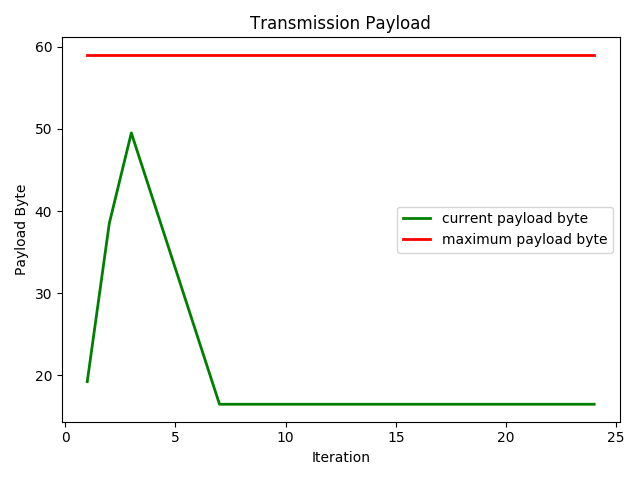 Transmission Payload
60
50
40
30
20
Payload Byte
current payload byte
maximum payload byte
0 5 10 15 20 25
Iteration